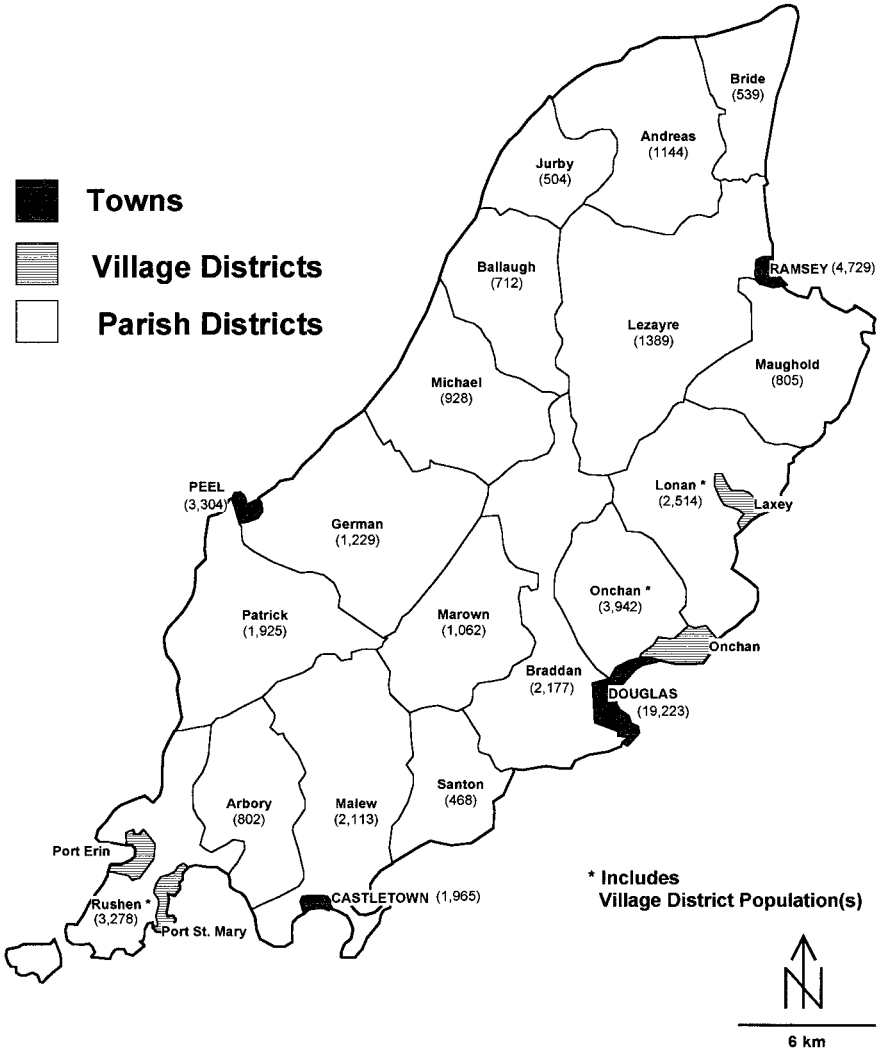 Bride
(539)
Andreas
(1144)
Jurby
(504)
Towns
Village Districts
Parish Districts
Ballaugh
(712)
RAMSEY (4,729)
Lezayre
(1389)
Maughold
(805)
Michael
(928)
PEEL
(3,304)
Lonan *
(2,514)
Laxey
German
(1,229)
Onchan *
(3,942)
Patrick
(1,925)
Marown
(1,062)
Onchan
Braddan
(2,177)
DOUGLAS
(19,223)
Santon
(468)
Arbory
(802)
Malew
(2,113)
Port Erin
Rushen *
(3,278)
Port St. Mary
CASTLETOWN (1,965)
* Includes
Village District Population(s)
N
6 km